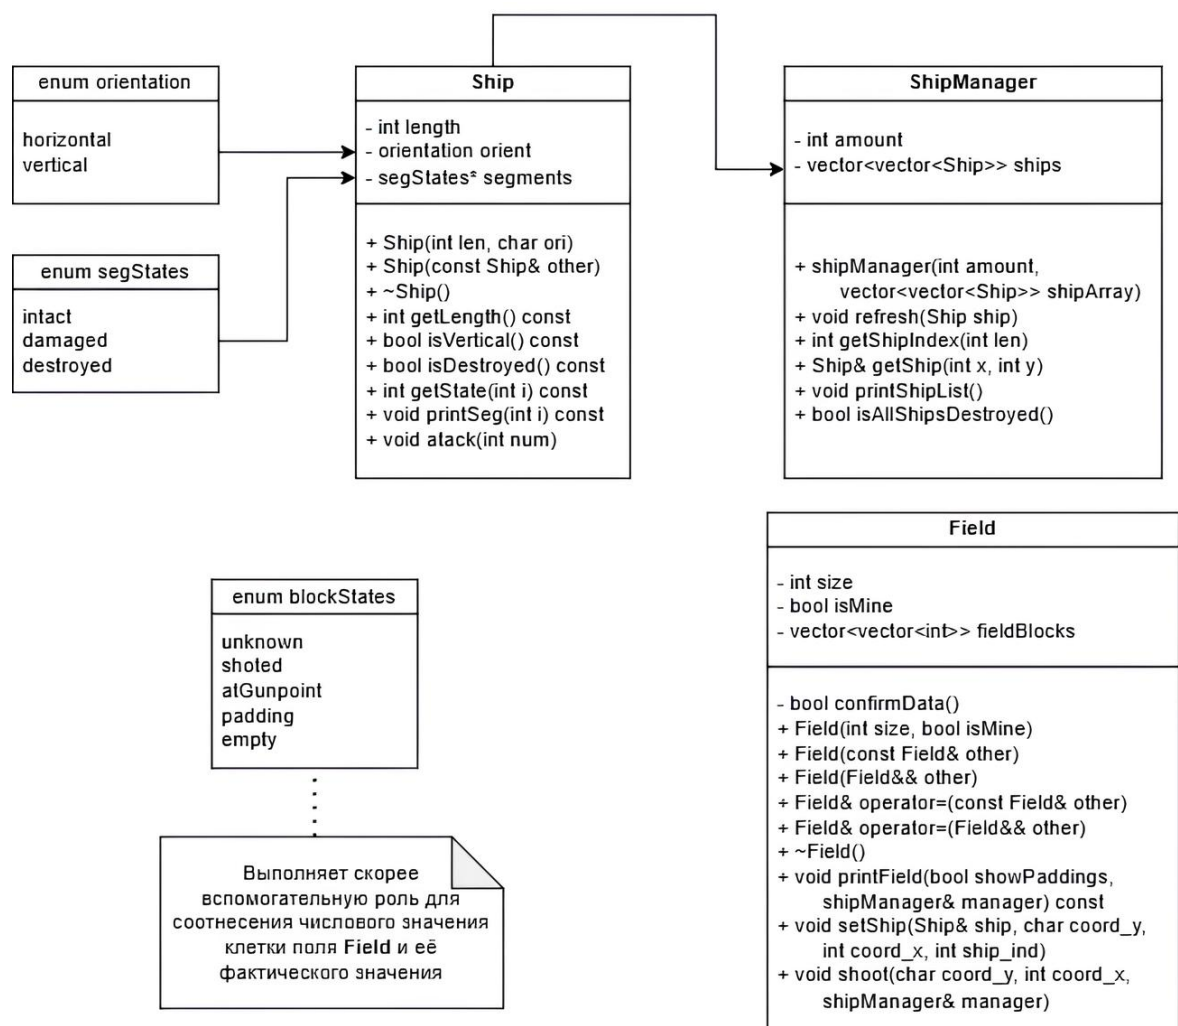 enum orientation
horizontal
vertical
enum segStates
intact
damaged
destroyed
Ship
- int length
- orientation orient
- segStates* segments
+ Ship(int len, char ori)
+ Ship(const Ship& other)
+ ~Ship()
+ int getLength() const
+ bool isVertical() const
+ bool isDestroyed() const
+ int getState(int i) const
+ void printSeg(int i) const
+ void atack(int num)
ShipManager
- int amount
- vector<vector<Ship>> ships
+ shipManager(int amount,
vector<vector<Ship>> shipArray)
+ void refresh(Ship ship)
+ int getShipIndex(int len)
+ Ship& getShip(int x, int y)
+ void printShipList()
+ bool isAllShipsDestroyed()
enum blockStates
unknown
shoted
atGunpoint
padding
empty
Выполняет скорее
вспомогательную роль для
соотнесения числового значения
клетки поля Field и её
фактического значения
Field
- int size
- bool isMine
- vector<vector<int>> fieldBlocks
- bool confirmData()
+ Field(int size, bool isMine)
+ Field(const Field& other)
+ Field(Field&& other)
+ Field& operator=(const Field& other)
+ Field& operator=(Field&& other)
+ ~Field()
+ void printField(bool showPaddings,
shipManager& manager) const
+ void setShip(Ship& ship, char coord_y,
int coord_x, int ship_ind)
+ void shoot(char coord_y, int coord_x,
shipManager& manager)